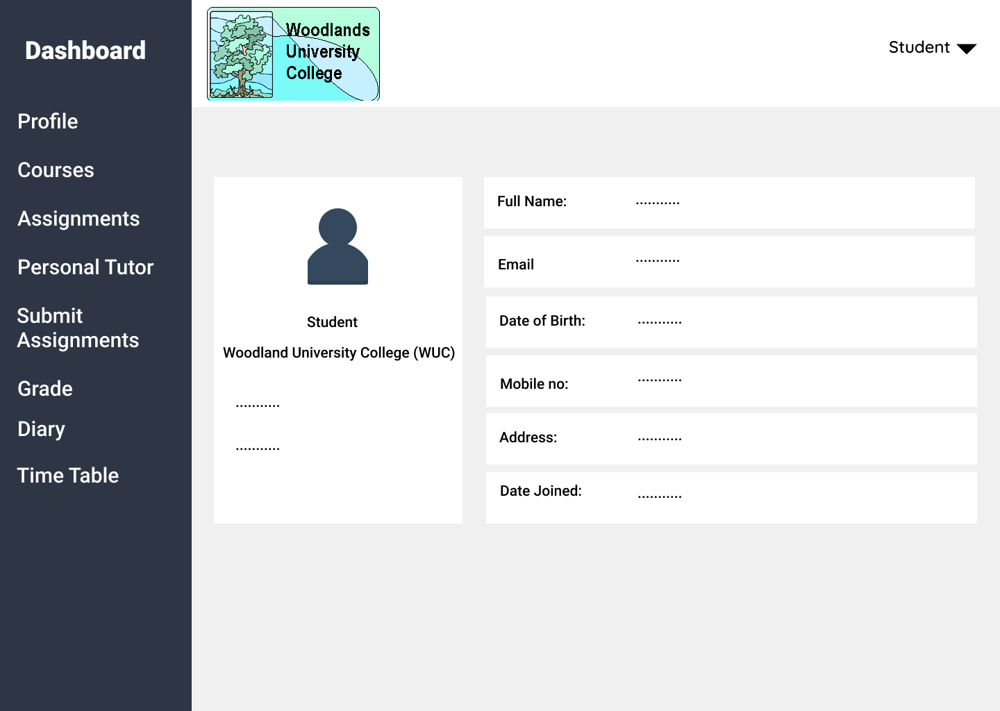 Dashboard
Profile
Courses
Assignments
Personal Tutor
Submit
Assignments
Grade
Diary
Time Table
Woodlands
University
College
Student
Student
Woodland University College (WUC)
...........
...........
Full Name: ...........
Email ...........
Date of Birth: ...........
Mobile no: ...........
Address: ...........
Date Joined: ...........